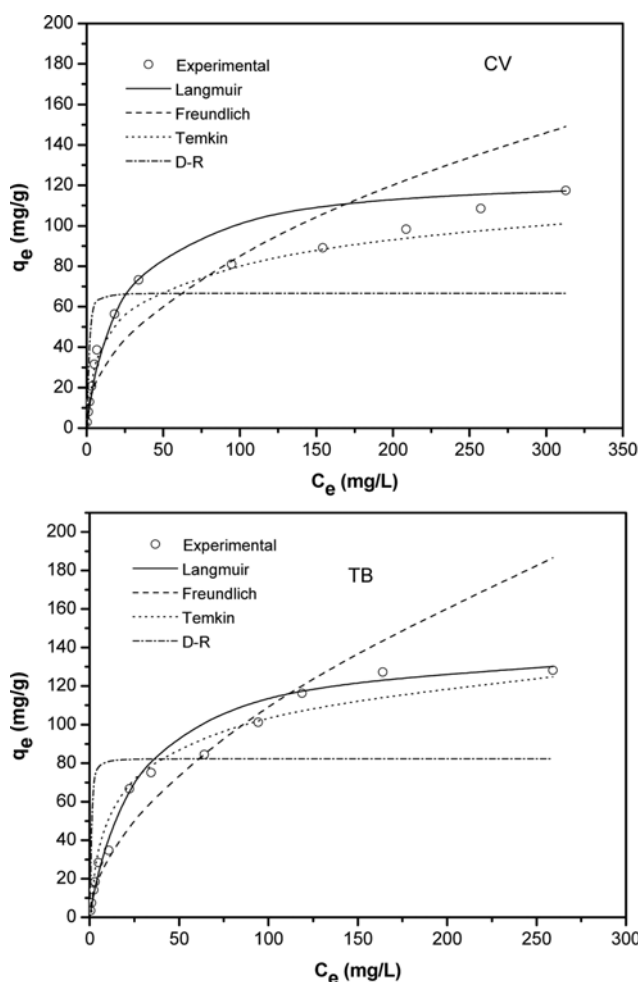 CV
Experimental
Langmuir
Freundlich
Temkin
D-R
qe (mg/g)
200
180
160
140
120
100
80
60
40
20
0
0 50 100 150 200 250 300 350
Ce (mg/L)
TB
Experimental
Langmuir
Freundlich
Temkin
D-R
qe (mg/g)
200
180
160
140
120
100
80
60
40
20
0
0 50 100 150 200 250 300
Ce (mg/L)